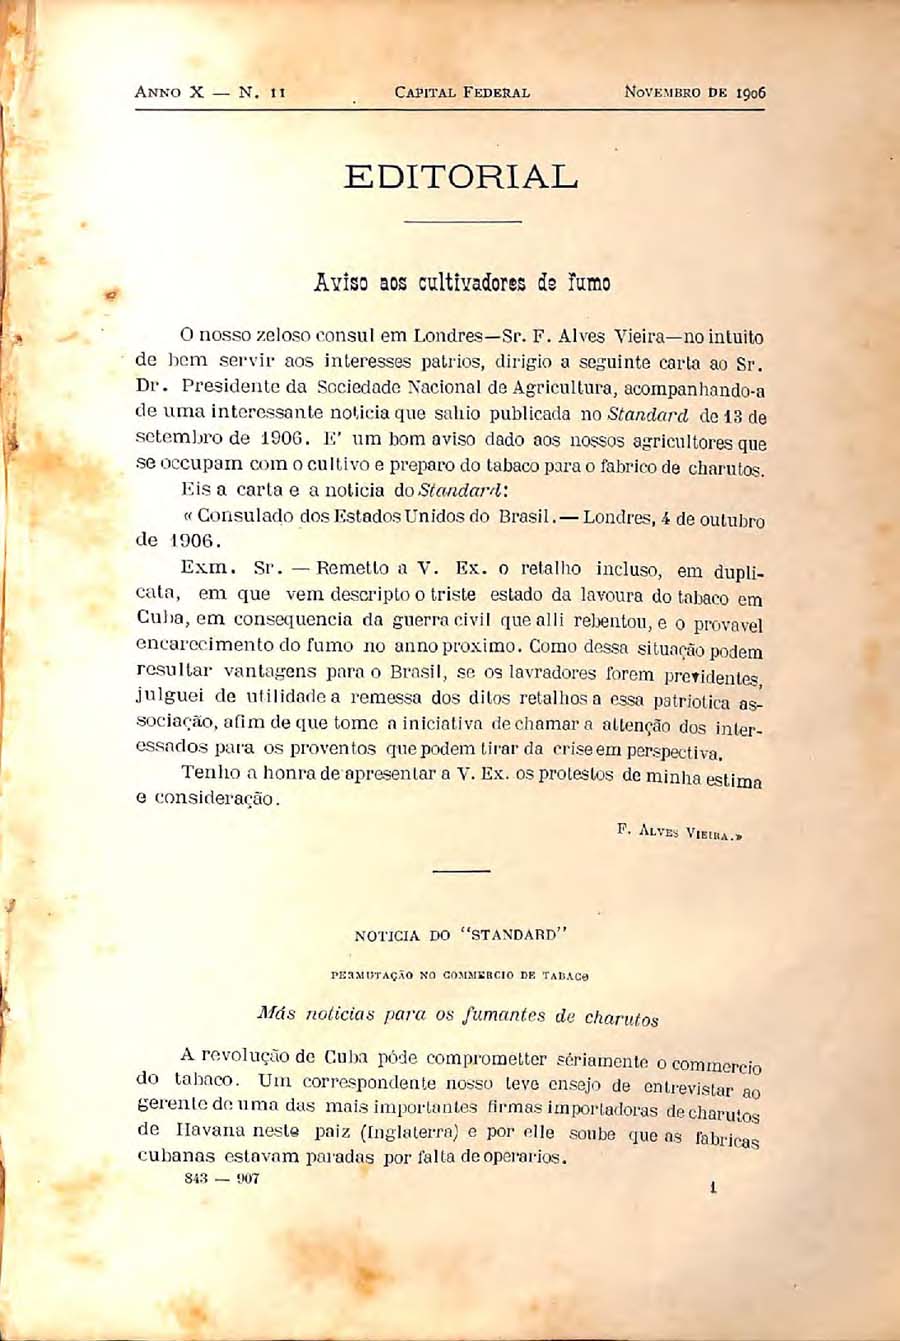 ANNO X — N. 11 CAPITAL FEDERAL NOVEMBRO DE 1906
EDITORIAL
Aviso aos cultivadores de fumo
O nosso zeloso consul em Londres—Sr. F. Alves Vieira—no intuito
de bem servir aos interesses patrios, dirigio a seguinte carta ao Sr.
Dr. Presidente da Sociedade Nacional de Agricultura, acompanhando-a
de uma interessante noticia que sahio publicada no Standard de 13 de
setembro de 1906. E' um bom aviso dado aos nossos agricultores que
se occupam com o cultivo e preparo do tabaco para o fabrico de charutos.
Eis a carta e a noticia do Standard:
« Consulado dos Estados Unidos do Brasil.— Londres, 4 de outubro
de 1906.
Exm. Sr. — Remetto a V. Ex. o retalho incluso, em dupli-
cata, em que vem descripto o triste estado da lavoura do tabaco em
Cuba, em consequencia da guerra civil que alli rebentou, e o provavel
encarecimento do fumo no anno proximo. Como dessa situação podem
resultar vantagens para o Brasil, se os lavradores forem previdentes,
julguei de utilidade a remessa dos ditos retalhos a essa patriotica as-
sociação, afim de que tome a iniciativa de chamar a attenção dos inter-
essados para os proventos que podem tirar da crise em perspectiva.
Tenho a honra de apresentar a V. Ex. os protestos de minha estima
e consideração.
F. ALVES VIEIRA.»
NOTICIA DO "STANDARD"
PERMUTAÇÃO NO COMMERCIO DE TABACO
Más noticias para os fumantes de charutos
A revolução de Cuba póde comprometter sériamente o commercio
do tabaco. Um correspondente nosso teve ensejo de entrevistar ao
gerente de uma das mais importantes firmas importadoras de charutos
de Havana neste paiz (Inglaterra) e por elle soube que as fabricas
cubanas estavam paradas por falta de operarios.
843 — 907 1